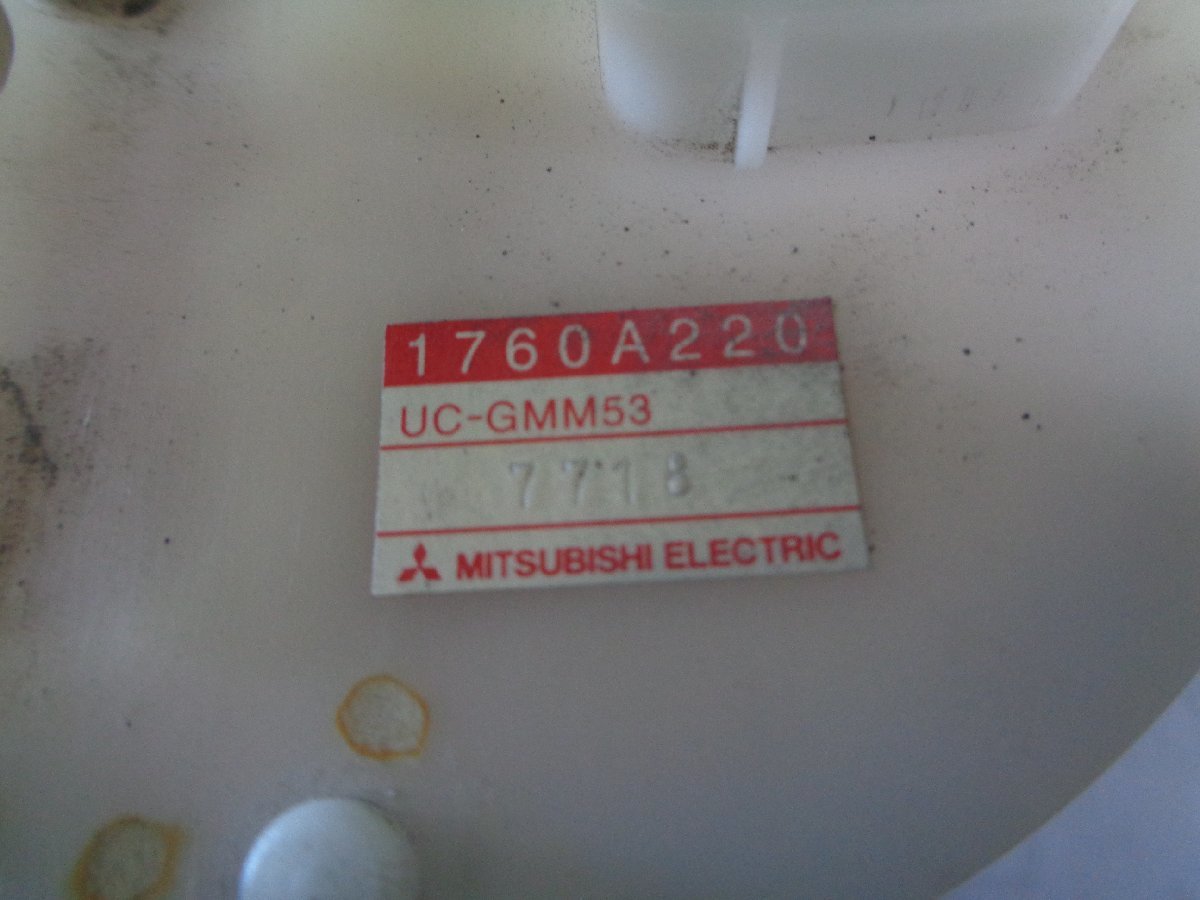 1760A220
UC-GMM53
7718
MITSUBISHI ELECTRIC